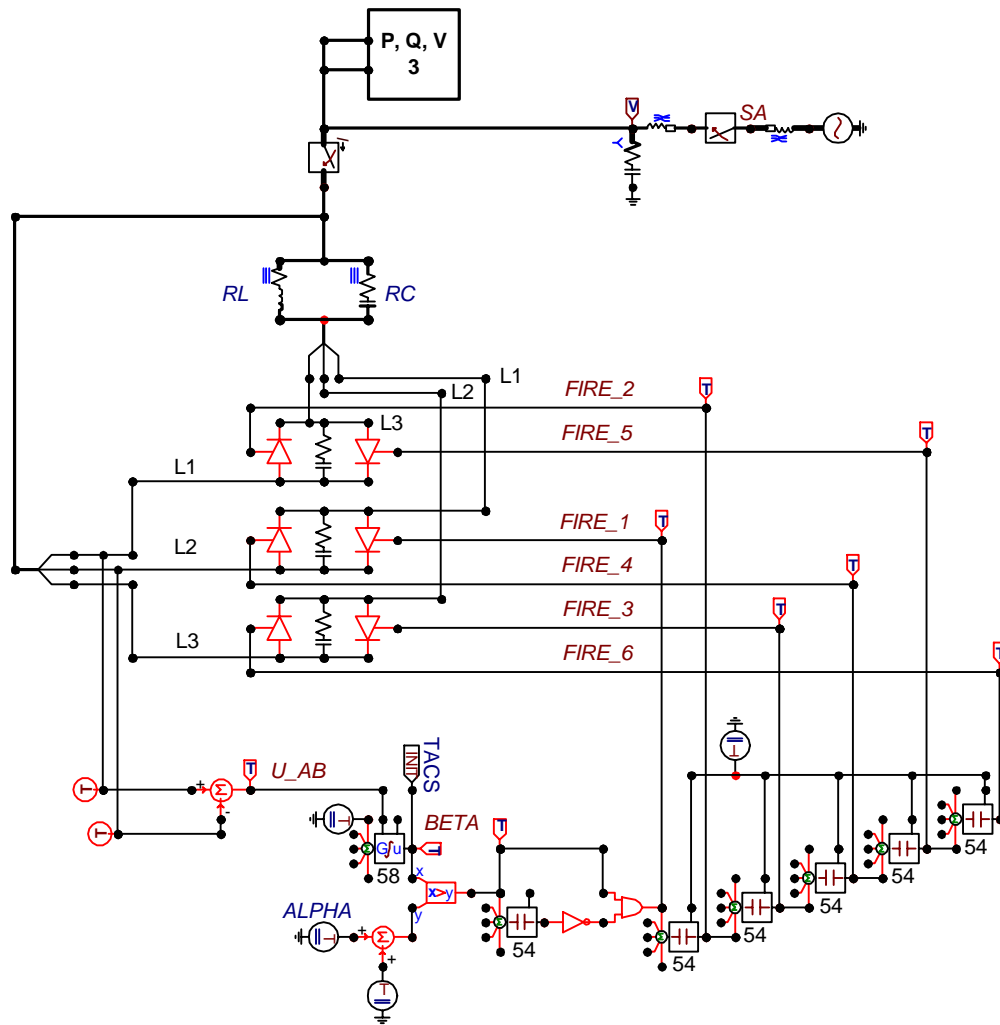 P, Q, V
3
I
V
SA
Y
RL
RC
L1
L2
FIRE_2
T
L3
FIRE_5
T
L1
FIRE_1
T
L2
FIRE_4
T
FIRE_3
T
L3
FIRE_6
T
T
U_AB
T
INIT
TACS
T
+
Σ
-
T
T
BETA
T
T
G∫u
58
x
x>y
y
ALPHA
T
+
Σ
+
T
54
54
54
54
54
54